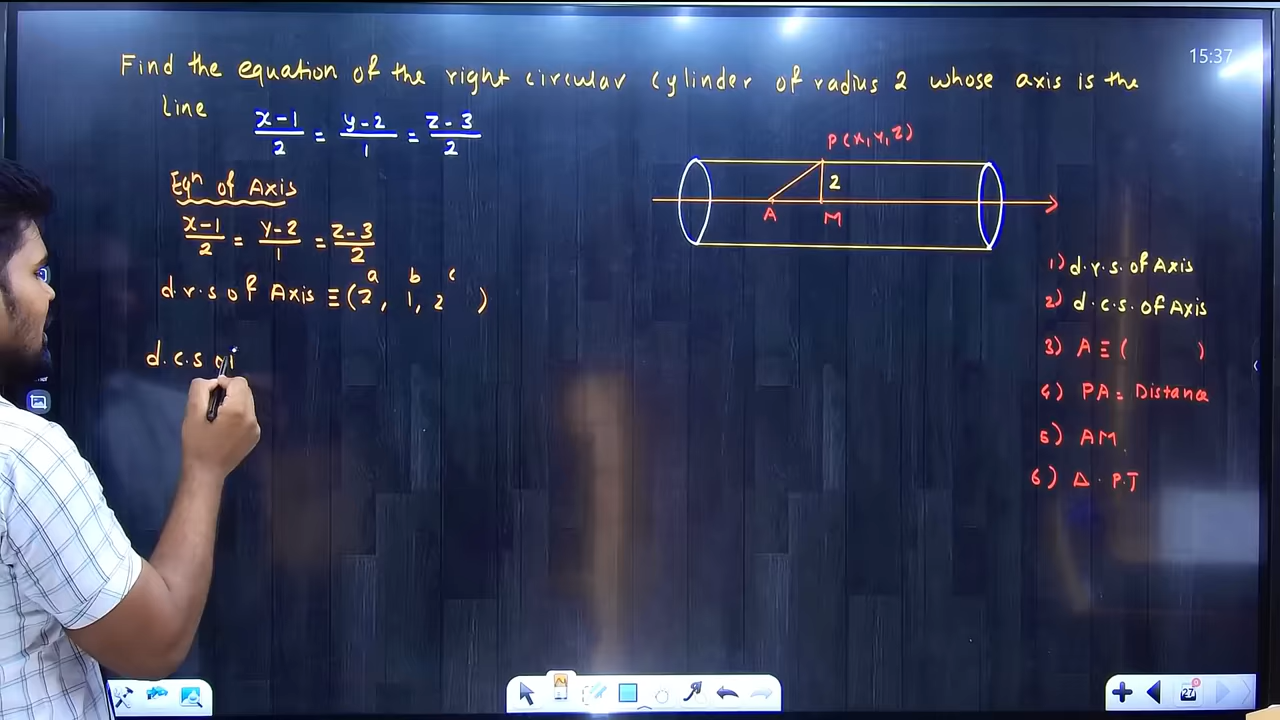 15:37
Find the equation of the right circular cylinder of radius 2 whose axis is the
line x-1/2 = y-2/1 = z-3/2
Eqn of Axis
x-1/2 = y-2/1 = z-3/2
a b c
d.r.s of Axis ≡ (2, 1, 2 )
d.c.s of
P(x,y,z)
2
A M
1) d.r.s. of Axis
2) d.c.s. of Axis
3) A ≡ ( )
4) PA = Distance
5) AM
6) Δ. P.T
27